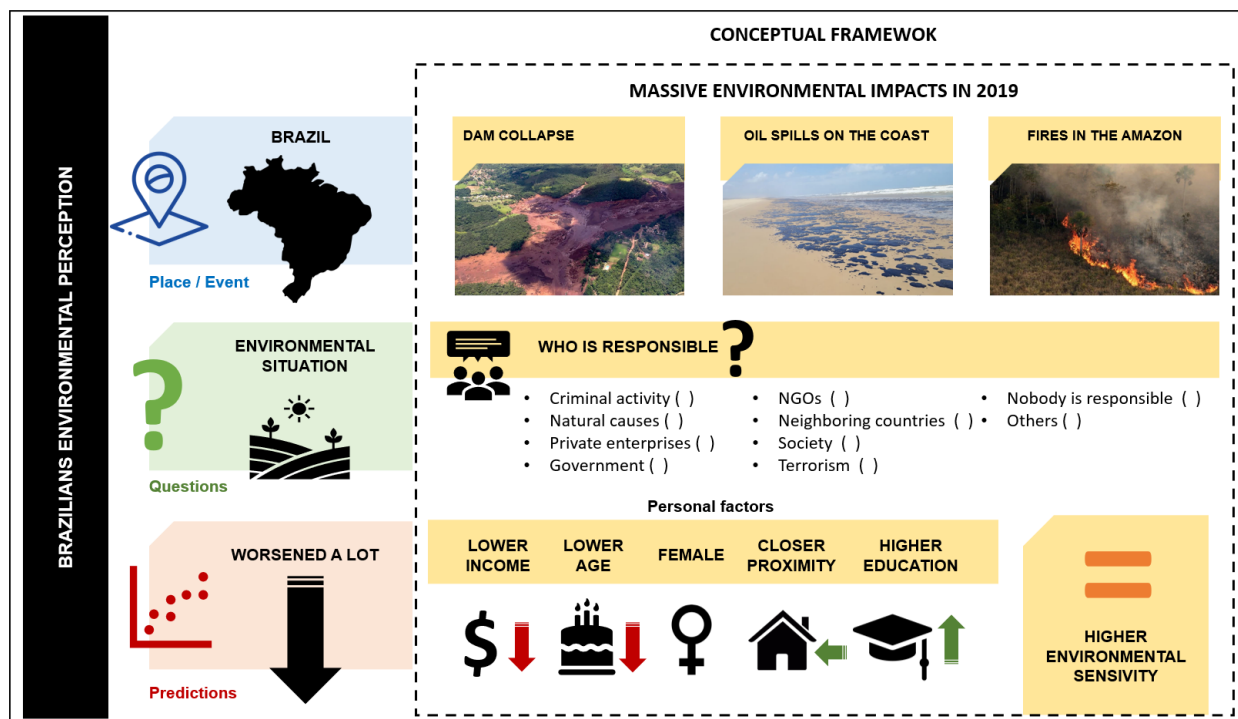 BRAZILIANS ENVIRONMENTAL PERCEPTION
CONCEPTUAL FRAMEWOK
MASSIVE ENVIRONMENTAL IMPACTS IN 2019
BRAZIL
Place / Event
DAM COLLAPSE
OIL SPILLS ON THE COAST
FIRES IN THE AMAZON
?
ENVIRONMENTAL
SITUATION
Questions
WHO IS RESPONSIBLE ?
• Criminal activity ( )
• Natural causes ( )
• Private enterprises ( )
• Government ( )
• NGOs ( )
• Neighboring countries ( )
• Society ( )
• Terrorism ( )
• Nobody is responsible ( )
• Others ( )
WORSENED A LOT
Predictions
Personal factors
LOWER
INCOME
LOWER
AGE
FEMALE
CLOSER
PROXIMITY
HIGHER
EDUCATION
$
=
HIGHER
ENVIRONMENTAL
SENSIVITY